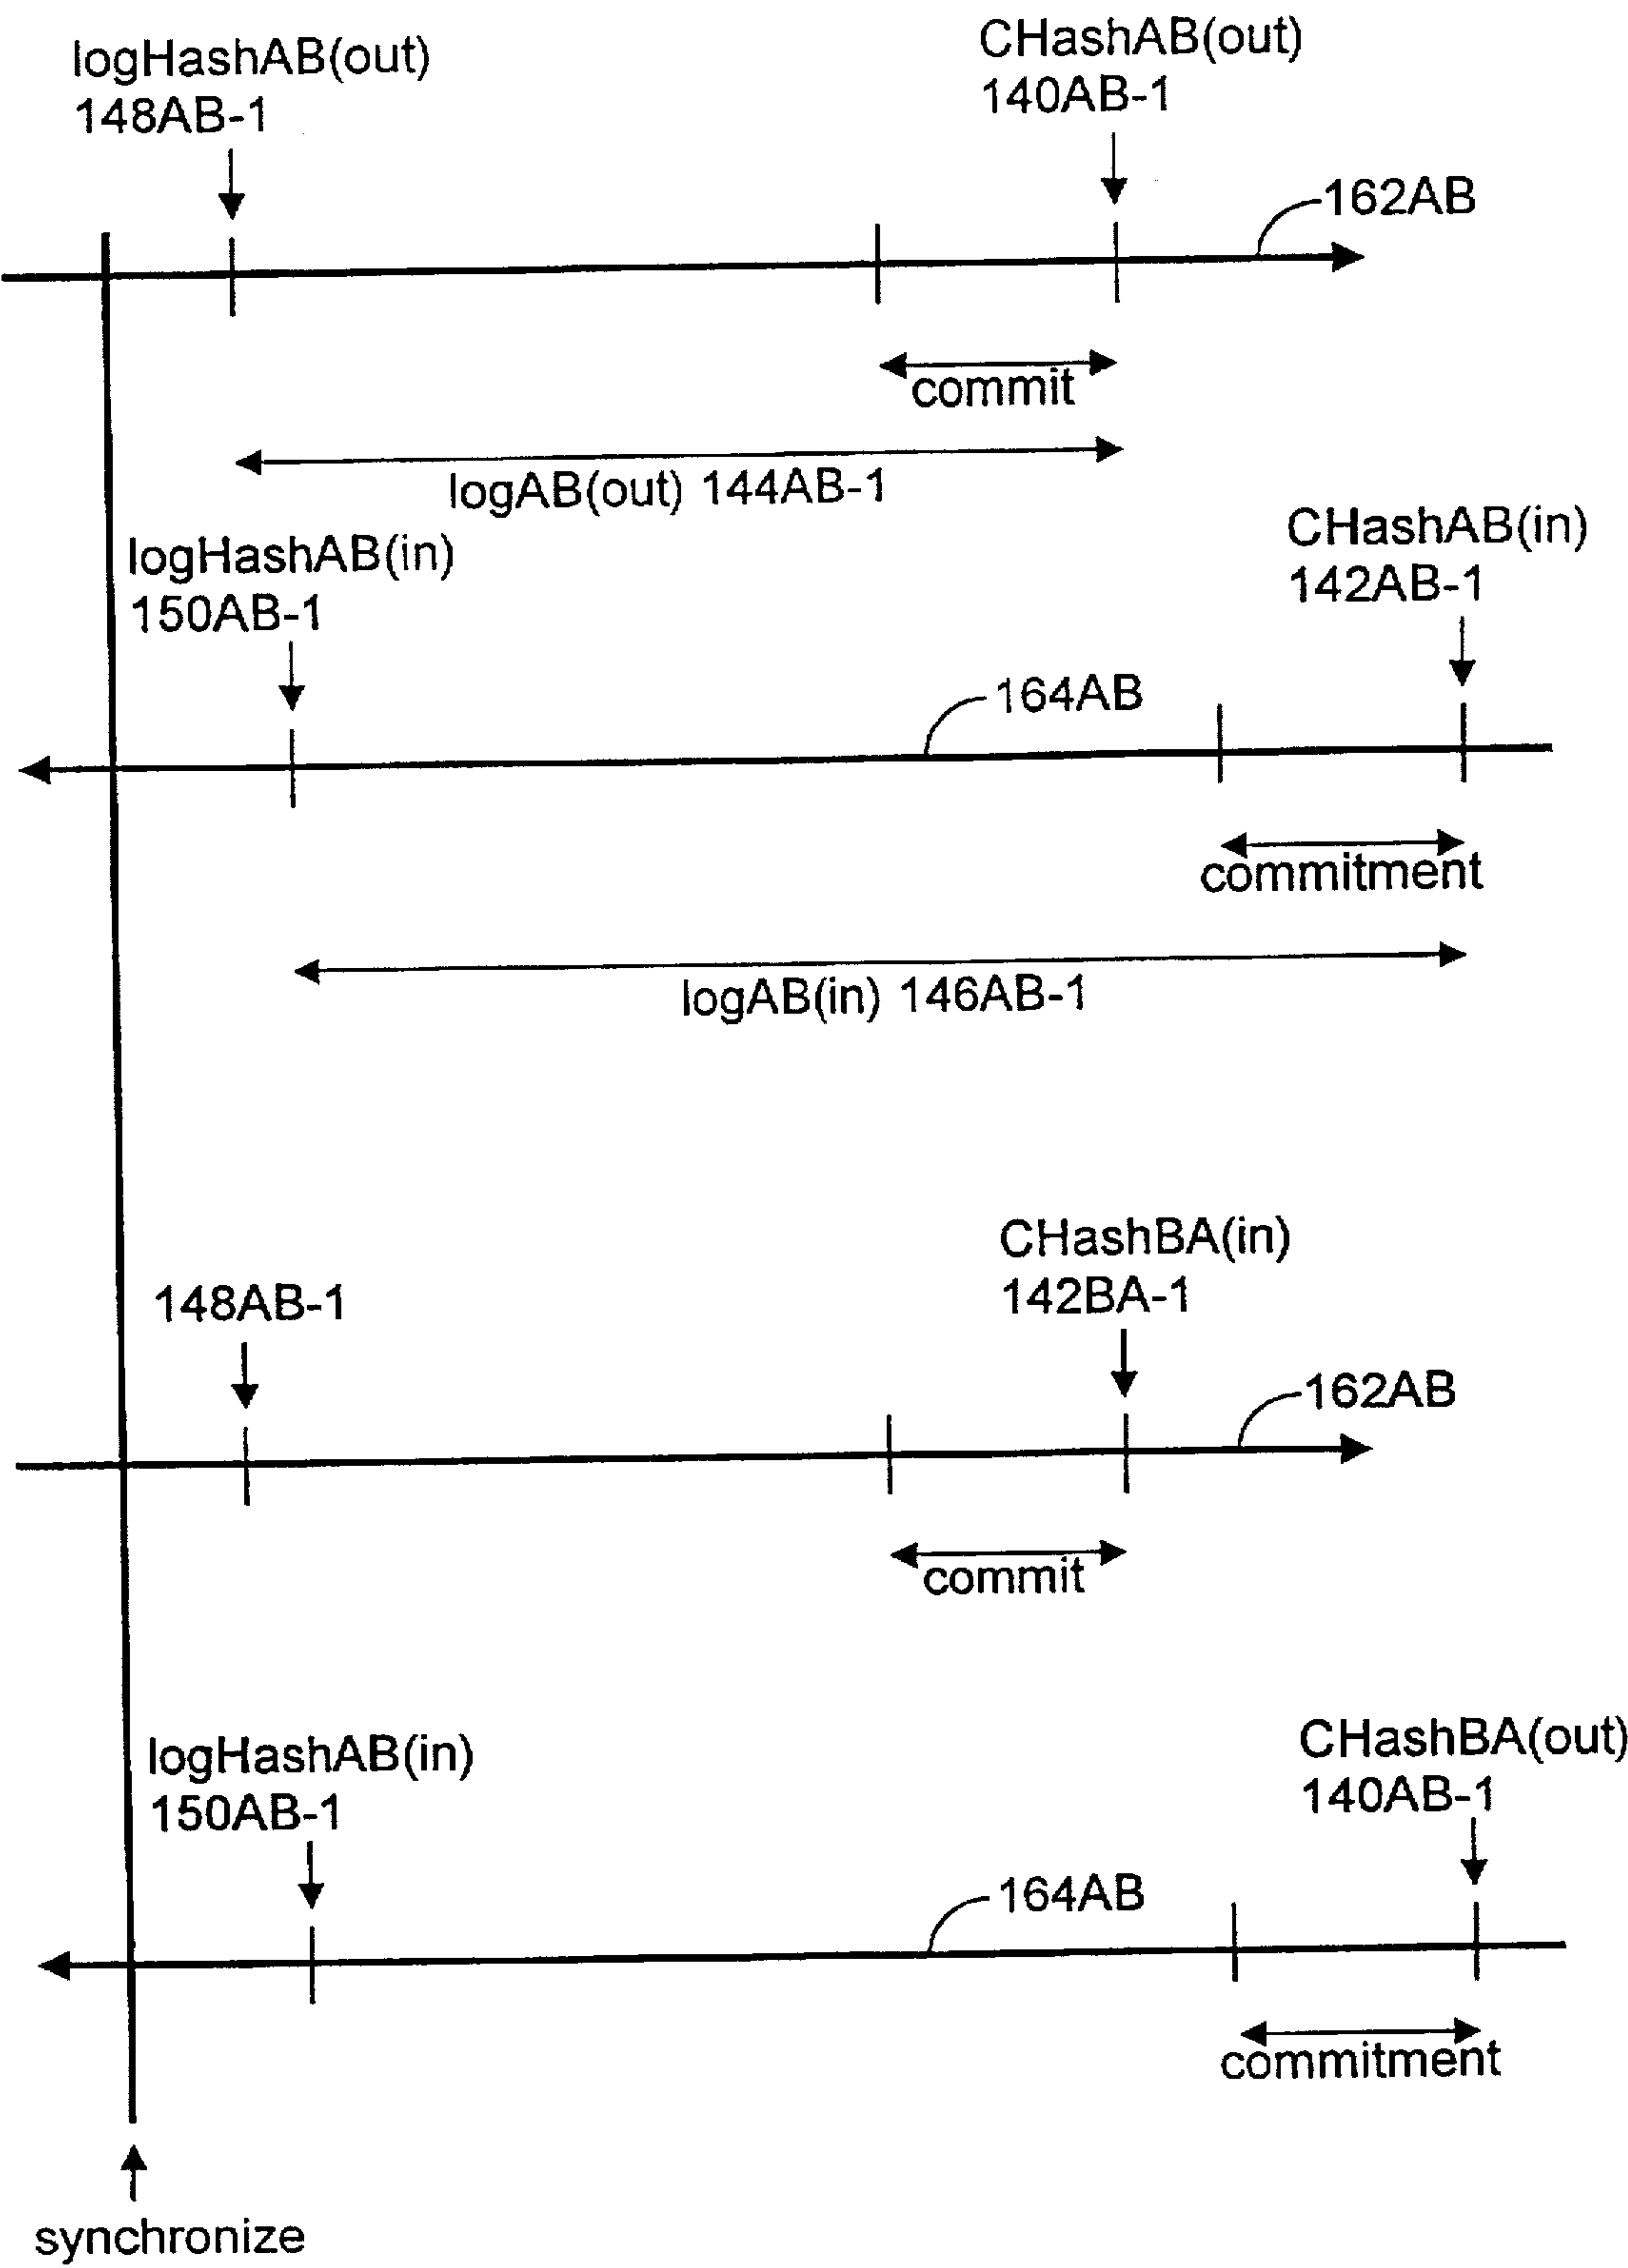 logHashAB(out)
148AB-1
CHashAB(out)
140AB-1
162AB
commit
logAB(out) 144AB-1
logHashAB(in)
150AB-1
CHashAB(in)
142AB-1
164AB
commitment
logAB(in) 146AB-1
148AB-1
CHashBA(in)
142BA-1
162AB
commit
logHashAB(in)
150AB-1
CHashBA(out)
140AB-1
164AB
commitment
synchronize